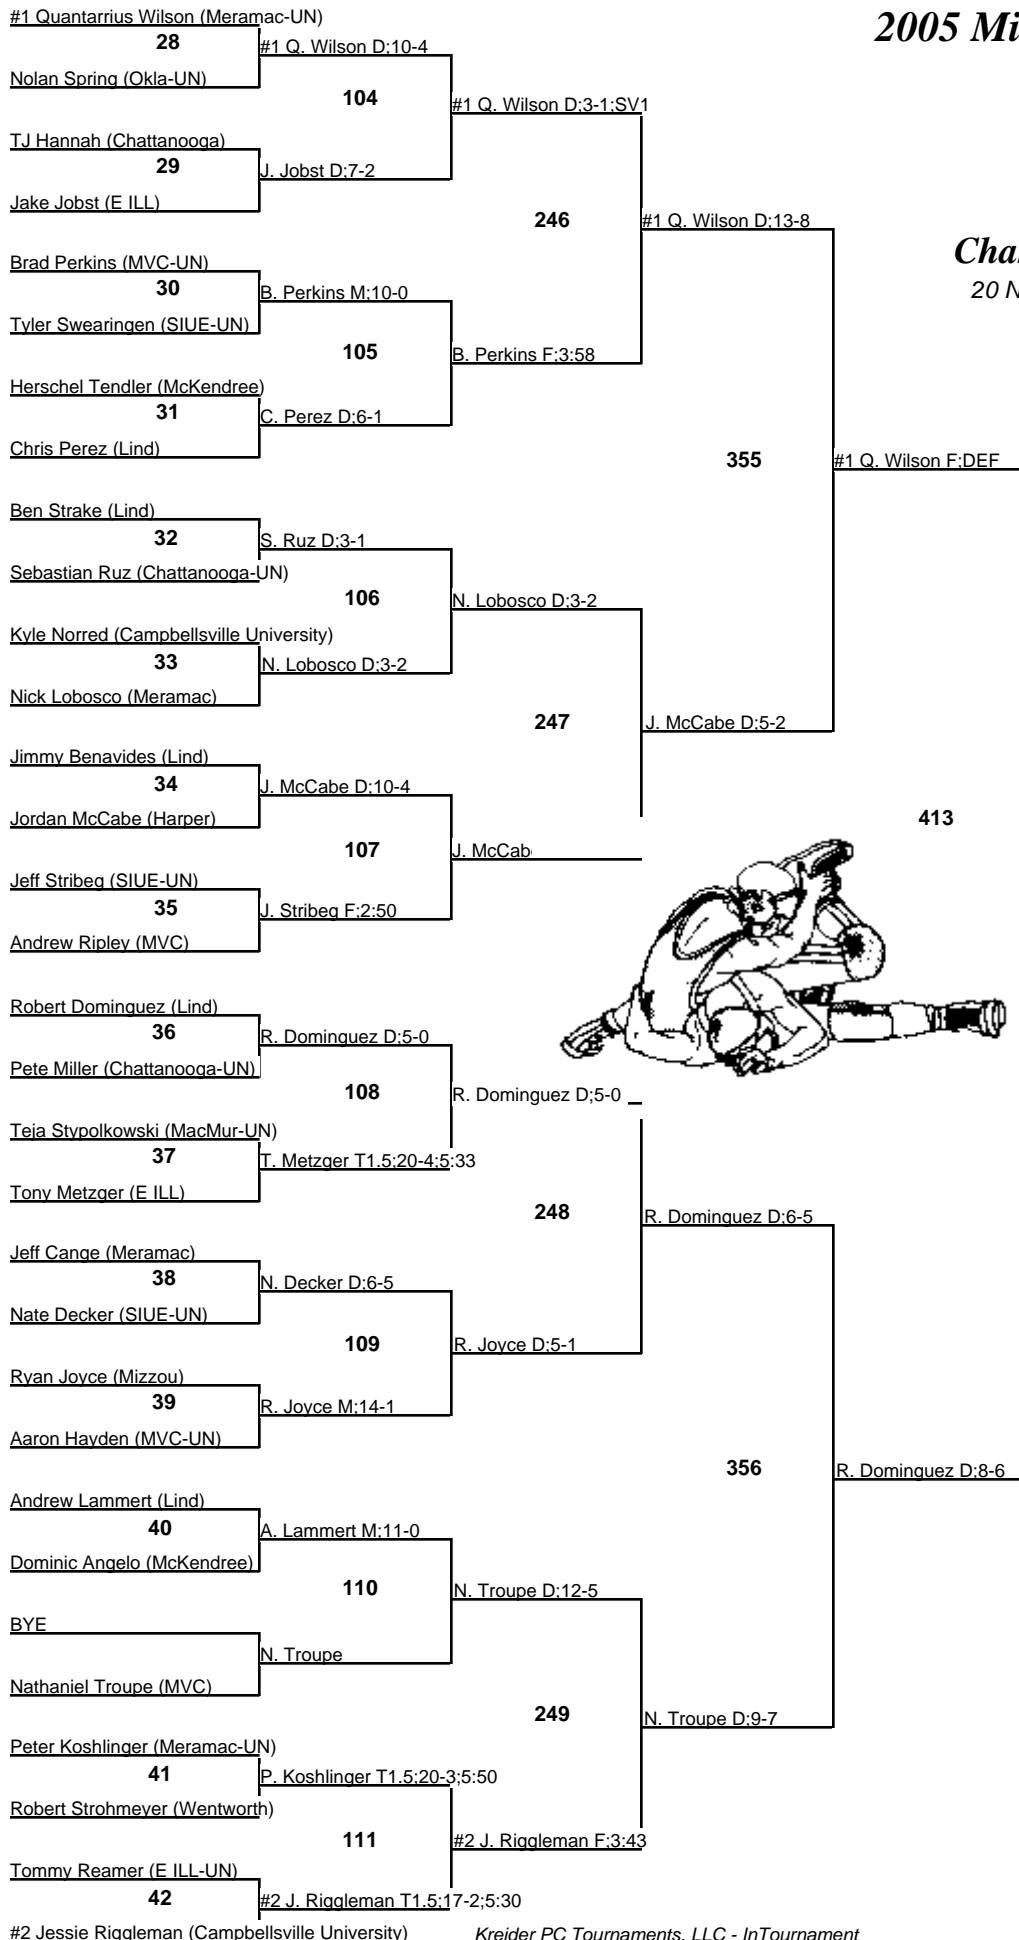 #1 Quantarrius Wilson (Meramac-UN)
2005 Mi
28
#1 Q. Wilson D;10-4
Nolan Spring (Okla-UN)
104
#1 Q. Wilson D;3-1;SV1
TJ Hannah (Chattanooga)
29
J. Jobst D;7-2
Jake Jobst (E ILL)
246
#1 Q. Wilson D;13-8
Brad Perkins (MVC-UN)
Cha
20 N
30
B. Perkins M;10-0
Tyler Swearingen (SIUE-UN)
105
B. Perkins F;3:58
Herschel Tendler (McKendree)
31
C. Perez D;6-1
Chris Perez (Lind)
355
#1 Q. Wilson F;DEF
Ben Strake (Lind)
32
S. Ruz D;3-1
Sebastian Ruz (Chattanooga-UN)
106
N. Lobosco D;3-2
Kyle Norred (Campbellsville University)
33
N. Lobosco D;3-2
Nick Lobosco (Meramac)
247
J. McCabe D;5-2
Jimmy Benavides (Lind)
34
J. McCabe D;10-4
Jordan McCabe (Harper)
413
107
J. McCab
Jeff Stribeg (SIUE-UN)
35
J. Stribeg F;2:50
Andrew Ripley (MVC)
Robert Dominguez (Lind)
36
R. Dominguez D;5-0
Pete Miller (Chattanooga-UN)
108
R. Dominguez D;5-0
Teja Stypolkowski (MacMur-UN)
37
T. Metzger T1.5;20-4;5:33
Tony Metzger (E ILL)
248
R. Dominguez D;6-5
Jeff Cange (Meramac)
38
N. Decker D;6-5
Nate Decker (SIUE-UN)
109
R. Joyce D;5-1
Ryan Joyce (Mizzou)
39
R. Joyce M;14-1
Aaron Hayden (MVC-UN)
356
R. Dominguez D;8-6
Andrew Lammert (Lind)
40
A. Lammert M;11-0
Dominic Angelo (McKendree)
110
N. Troupe D;12-5
BYE
N. Troupe
Nathaniel Troupe (MVC)
249
N. Troupe D;9-7
Peter Koshlinger (Meramac-UN)
41
P. Koshlinger T1.5;20-3;5:50
Robert Strohmeyer (Wentworth)
111
#2 J. Riggleman F;3:43
Tommy Reamer (E ILL-UN)
42
#2 J. Riggleman T1.5;17-2;5:30
#2 Jessie Riggleman (Campbellsville University)
Kreider PC Tournaments, LLC - InTournament